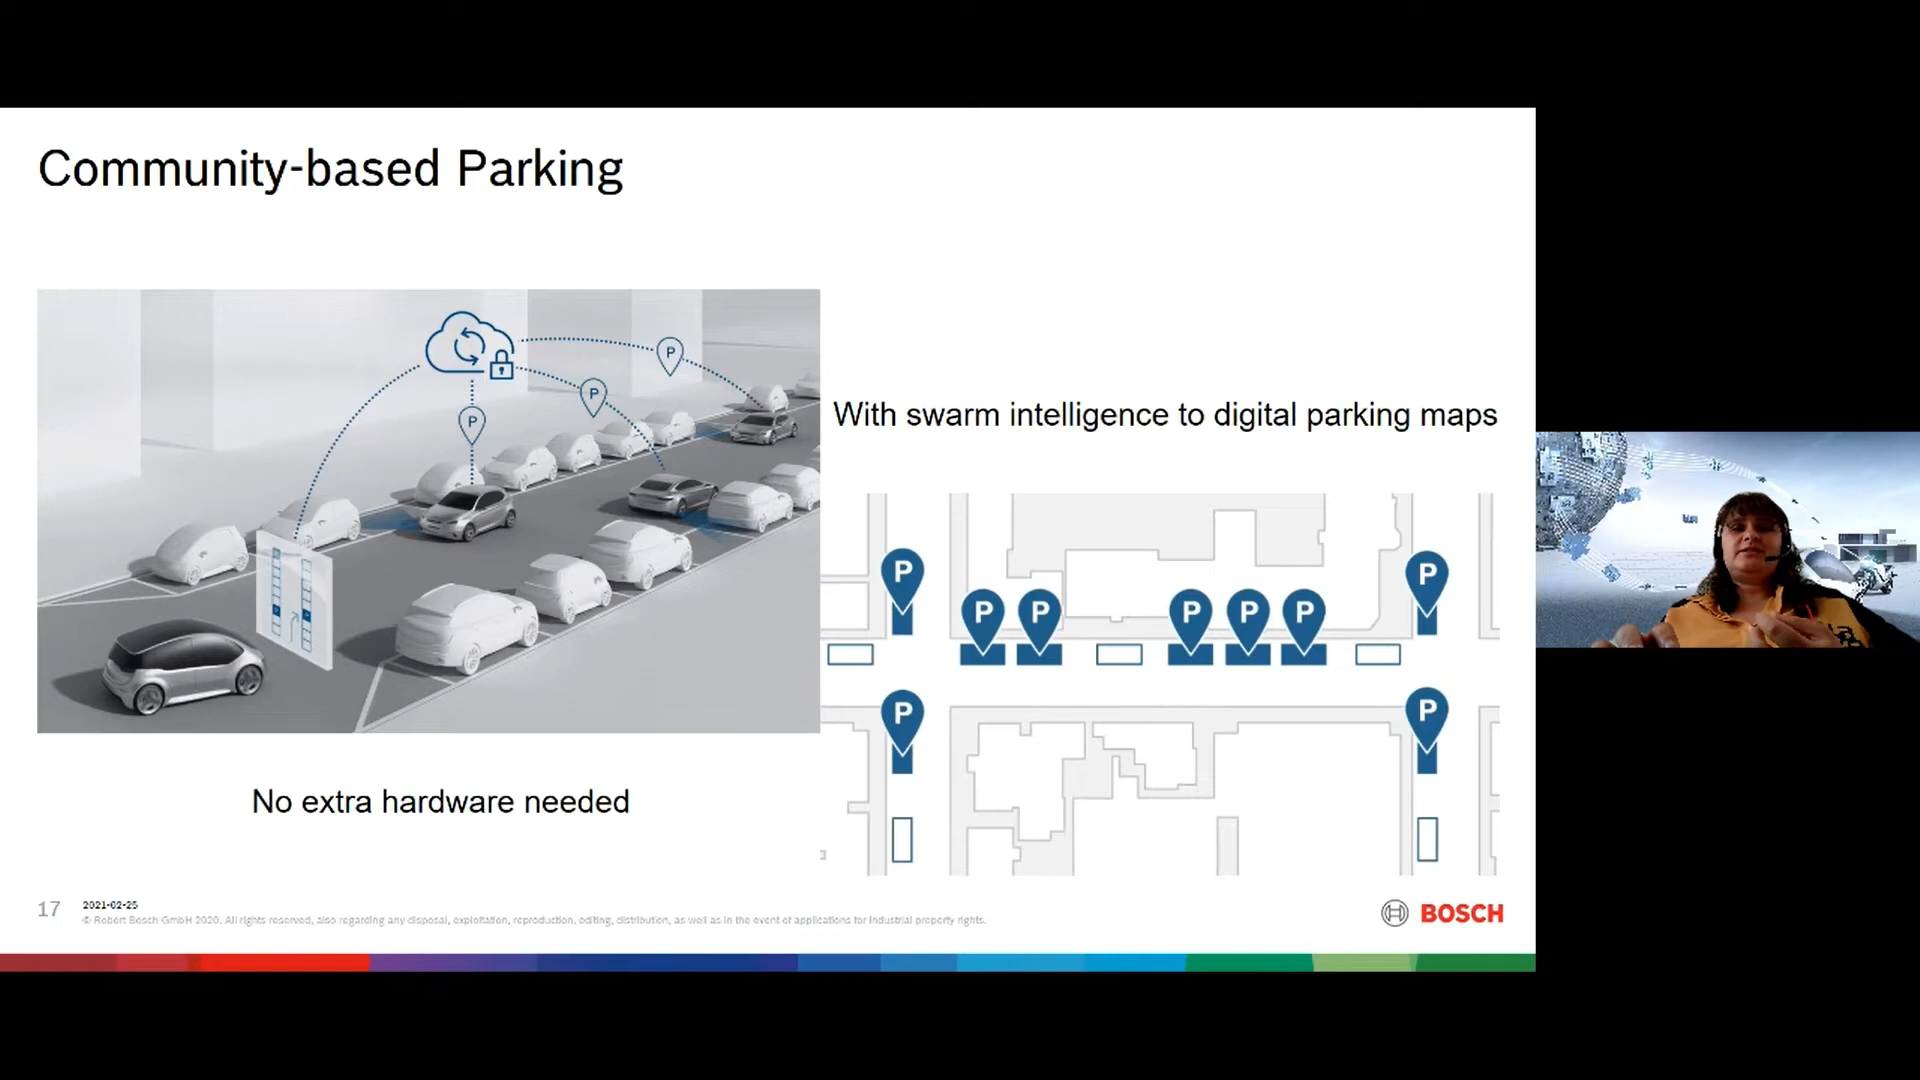 Community-based Parking
P
P
P
With swarm intelligence to digital parking maps
P
P
P
P
P
P
P
P
P
No extra hardware needed
17
2021-02-25
© Robert Bosch GmbH 2020. All rights reserved, also regarding any disposal, exploitation, reproduction, editing, distribution, as well as in the event of applications for industrial property rights.
BOSCH